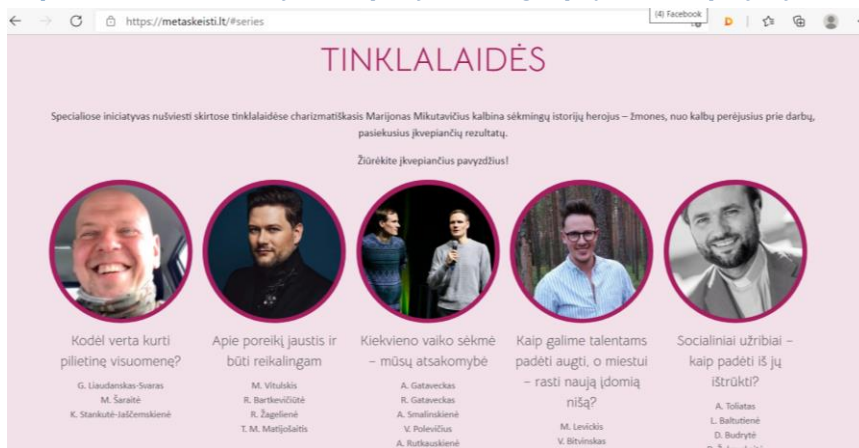 (4) Facebook
https://metaskeisti.lt/#series
TINKLALAIDĖS
Specialiose iniciatyvas nušviesti skirtose tinklalaidėse charizmatiškasis Marijonas Mikutavičius kalbina sėkmingų istorijų herojus – žmones, nuo kalbų perėjusius prie darbų,
pasiekusius įkvepiančių rezultatų.
Žiūrėkite įkvepiančius pavyzdžius!
Kodėl verta kurti
pilietinę visuomenę?
G. Liaudanskas-Svaras
M. Šaraitė
K. Stankutė-Jaščemskienė
Apie poreikį jaustis ir
būti reikalingam
M. Vitulskis
R. Bartkevičiūtė
R. Žagelienė
T. M. Matijošaitis
Kiekvieno vaiko sėkmė
– mūsų atsakomybė
A. Gataveckas
R. Gataveckas
A. Smalinskienė
V. Polevičius
A. Rutkauskienė
Kaip galime talentams
padėti augti, o miestui
– rasti naują įdomią
nišą?
M. Levickis
V. Bitvinskas
Socialiniai užribiai –
kaip padėti iš jų
ištrūkti?
A. Toliatas
L. Baltutienė
D. Budrytė